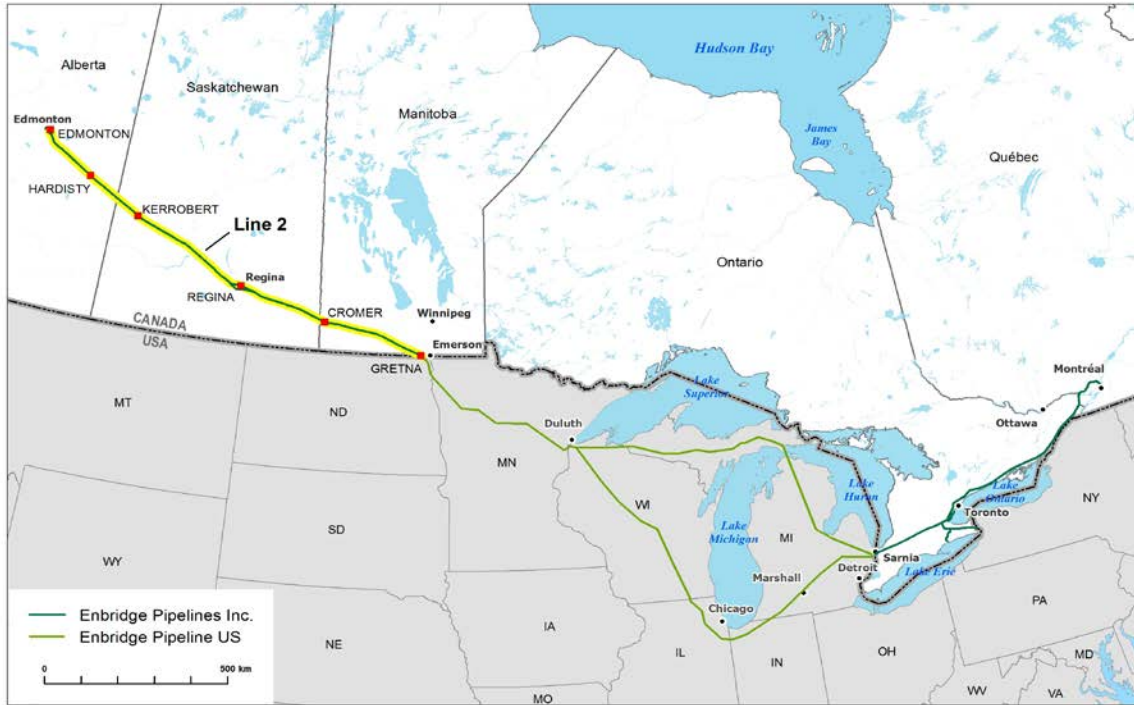 Hudson Bay
Alberta
Saskatchewan
Manitoba
James
Bay
Québec
Edmonton
EDMONTON
HARDISTY
KERROBERT
Line 2
Ontario
Regina
REGINA
CROMER
Winnipeg
CANADA
USA
Emerson
GRETNA
Lake
Superior
Montréal
MT
ND
Duluth
Ottawa
MN
Lake
Huron
Lake
Ontario
NY
WI
Toronto
SD
Lake
Michigan
MI
Sarnia
WY
Detroit
Lake Erie
Marshall
PA
Enbridge Pipelines Inc.
Enbridge Pipeline US
Chicago
IA
NE
IL
IN
OH
MD
0 500 km
MO
WV
VA